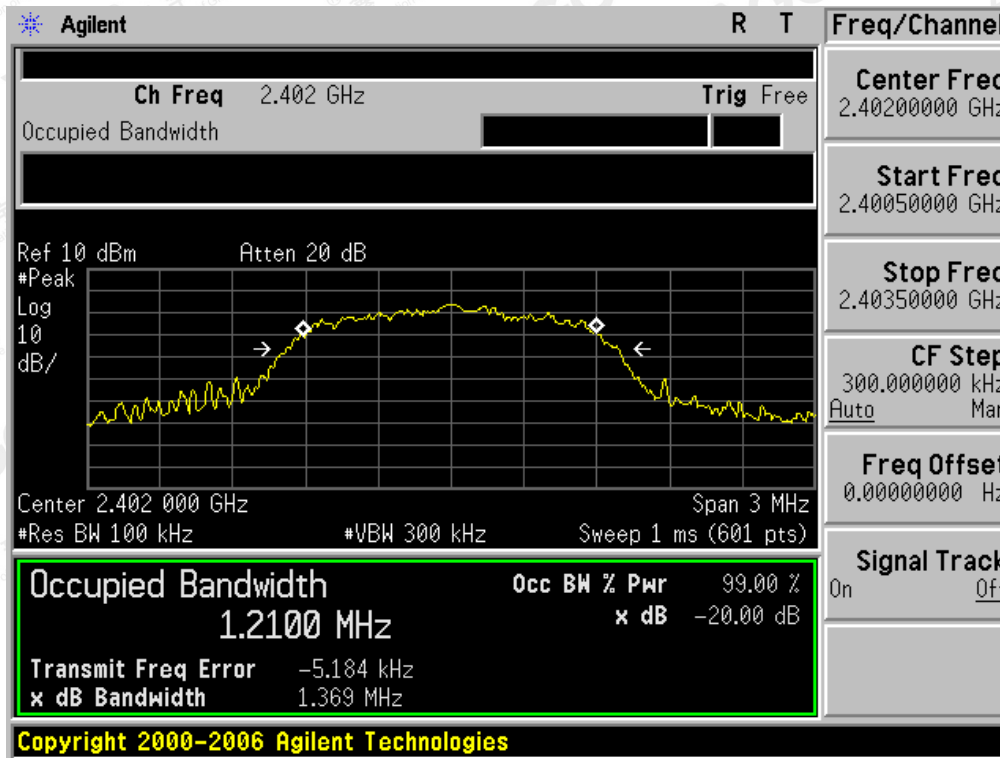 Agilent R T Freq/Channel
Ch Freq 2.402 GHz Trig Free
Occupied Bandwidth
Center Freq
2.40200000 GHz
Start Freq
2.40050000 GHz
Stop Freq
2.40350000 GHz
CF Step
300.000000 kHz
Auto Man
Freq Offset
0.00000000 Hz
Signal Track
On Off
Ref 10 dBm Atten 20 dB
#Peak
Log
10
dB/
Center 2.402 000 GHz Span 3 MHz
#Res BW 100 kHz #VBW 300 kHz Sweep 1 ms (601 pts)
Occupied Bandwidth Occ BW % Pwr 99.00 %
1.2100 MHz x dB -20.00 dB
Transmit Freq Error -5.184 kHz
x dB Bandwidth 1.369 MHz
Copyright 2000-2006 Agilent Technologies